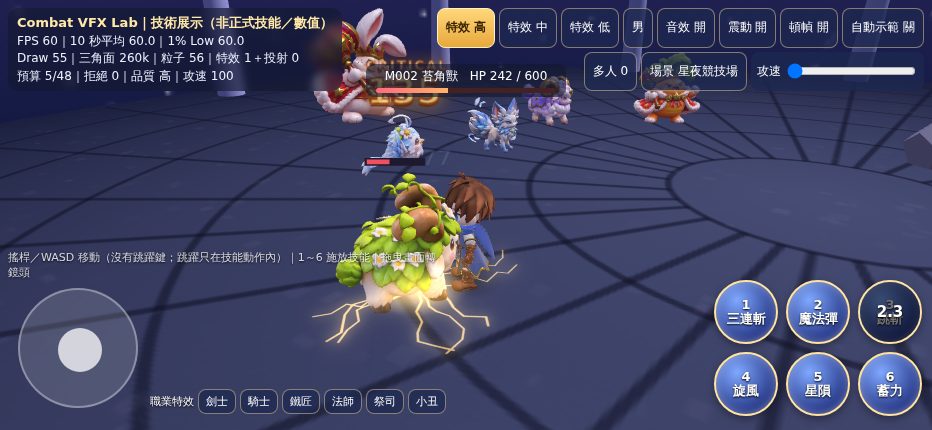 Combat VFX Lab｜技術展示（非正式技能／數值）
FPS 60｜10 秒平均 60.0｜1% Low 60.0
Draw 55｜三角面 260k｜粒子 56｜特效 1＋投射 0
預算 5/48｜拒絕 0｜品質 高｜攻速 100
特效 高
特效 中
特效 低
男
音效 開
震動 開
頓幀 開
自動示範 關
多人 0
場景 星夜競技場
攻速
CRITICAL
M002 苔角獸 HP 242 / 600
搖桿／WASD 移動（沒有跳躍鍵；跳躍只在技能動作內）｜1～6 施放技能｜拖曳畫面轉
鏡頭
1
三連斬
2
魔法彈
3
2.3
跳斬
4
旋風
5
星隕
6
蓄力
職業特效
劍士
騎士
鐵匠
法師
祭司
小丑